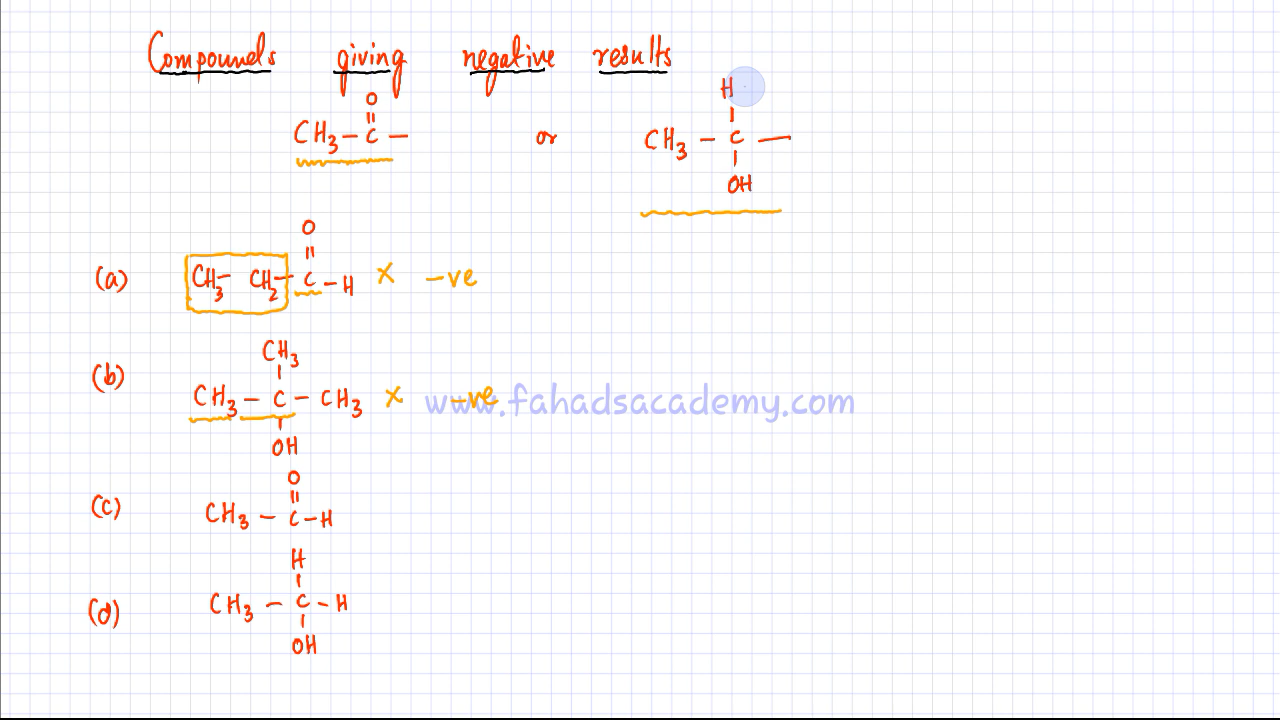 Compounds giving negative results
O
||
CH3 – C –
or
H
|
CH3 – C –
|
OH
(a)
O
||
CH3 – CH2 – C – H × –ve
(b)
CH3
|
CH3 – C – CH3 × –ve
|
OH
www.fahadsacademy.com
(c)
O
||
CH3 – C – H
(d)
H
|
CH3 – C – H
|
OH